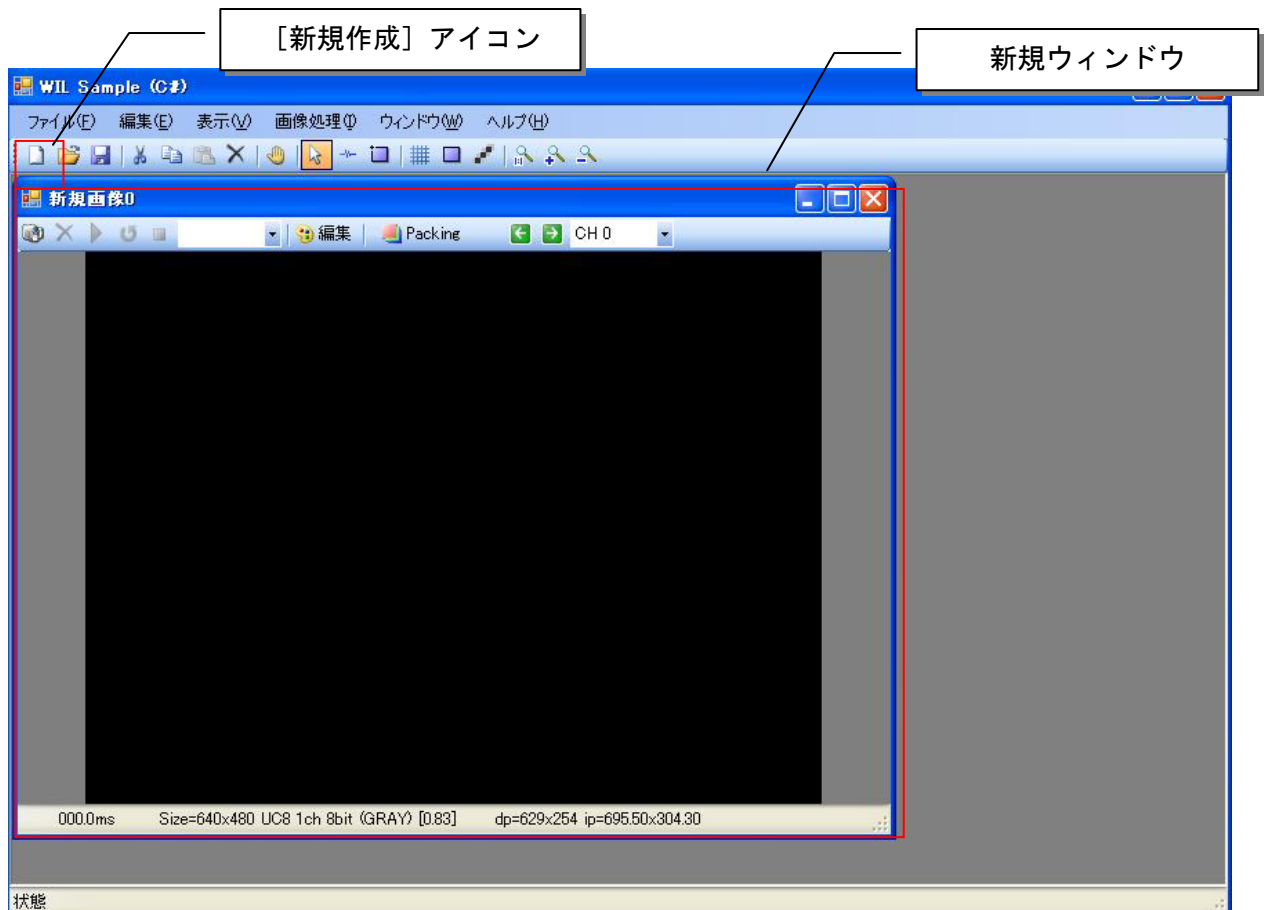 ［新規作成］アイコン
新規ウィンドウ
WIL Sample (C#)
ファイル(F) 編集(E) 表示(V) 画像処理(I) ウィンドウ(W) ヘルプ(H)
新規画像0
編集 Packing CH 0
000.0ms Size=640x480 UC8 1ch 8bit (GRAY) [0.83] dp=629x254 ip=695.50x304.30
状態